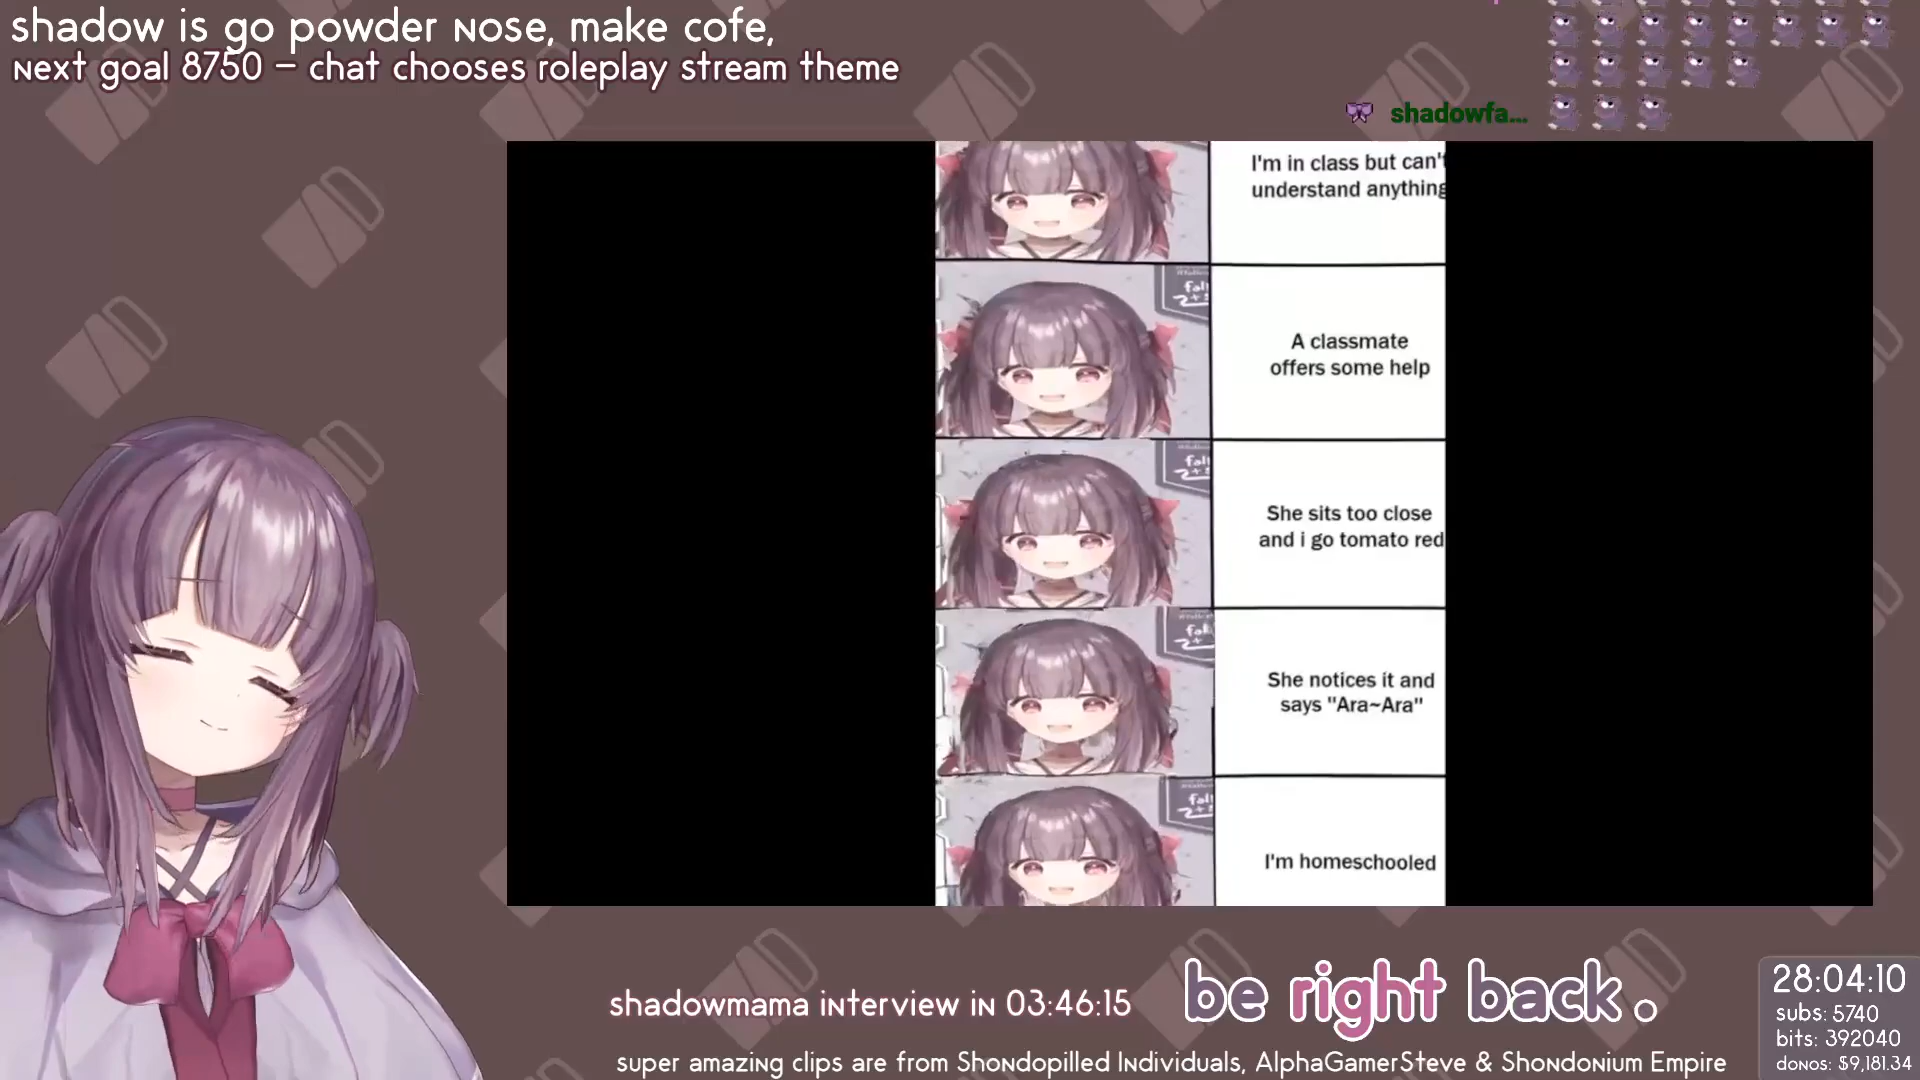 shadow is go powder nose, make cofe,
next goal 8750 – chat chooses roleplay stream theme
shadowfa...
I'm in class but can't
understand anything
A classmate
offers some help
She sits too close
and i go tomato red
She notices it and
says "Ara~Ara"
I'm homeschooled
shadowmama interview in 03:46:15
be right back.
super amazing clips are from Shondopilled Individuals, AlphaGamerSteve & Shondonium Empire
28:04:10
subs: 5740
bits: 392040
donos: $9,181.34